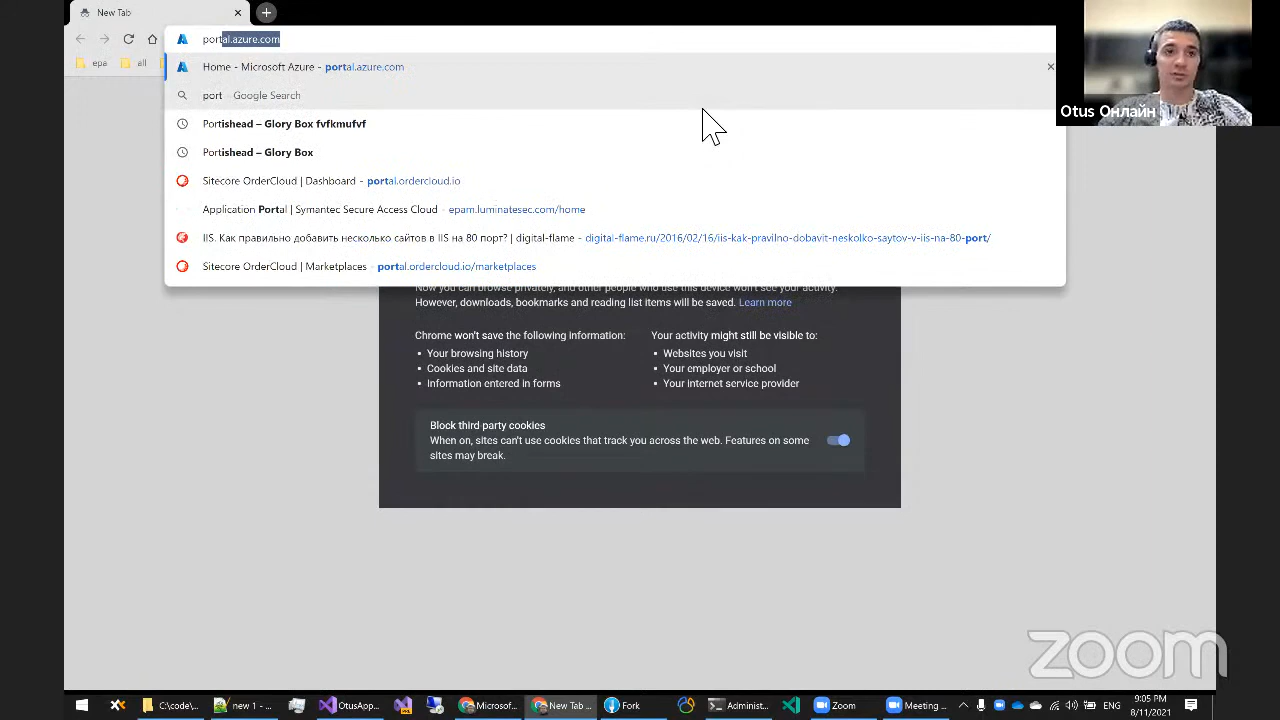 New Tab
portal.azure.com
epa
all
Home - Microsoft Azure - portal.azure.com
port - Google Search
Portishead – Glory Box fvfkmufvf
Portishead – Glory Box
Sitecore OrderCloud | Dashboard - portal.ordercloud.io
Application Portal | Symantec Secure Access Cloud - epam.luminatesec.com/home
IIS. Как правильно добавить несколько сайтов в IIS на 80 порт? | digital-flame - digital-flame.ru/2016/02/16/iis-kak-pravilno-dobavit-neskolko-saytov-v-iis-na-80-port/
Sitecore OrderCloud | Marketplaces - portal.ordercloud.io/marketplaces
Otus Онлайн
Now you can browse privately, and other people who use this device won't see your activity.
However, downloads, bookmarks and reading list items will be saved. Learn more
Chrome won't save the following information:
Your browsing history
Cookies and site data
Information entered in forms
Your activity might still be visible to:
Websites you visit
Your employer or school
Your internet service provider
Block third-party cookies
When on, sites can't use cookies that track you across the web. Features on some
sites may break.
zoom
C:\code\...
new 1 -...
OtusApp...
Microsof...
New Tab ...
Fork
Administ...
Zoom
Meeting ...
ENG
9:05 PM
8/11/2021